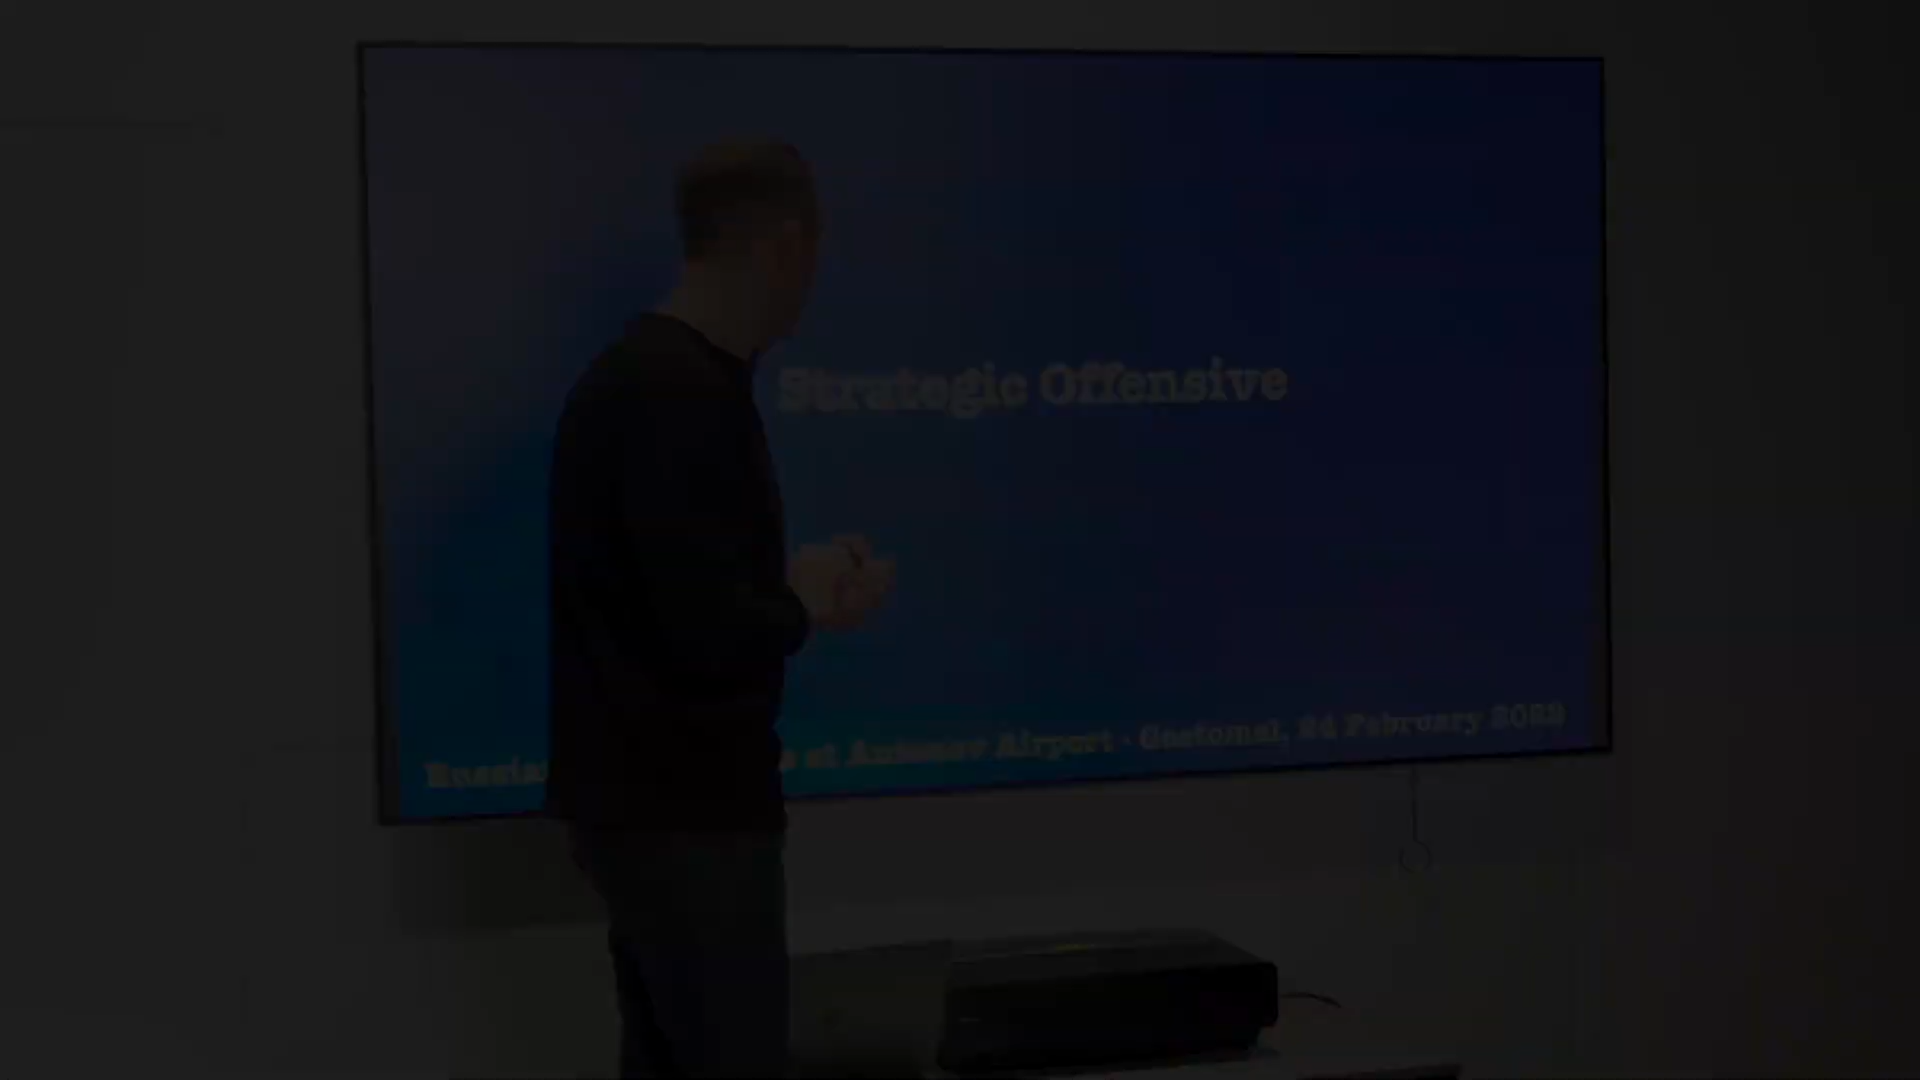 Strategic Offensive
at Antonov Airport · Gostomel, 24 February 2022